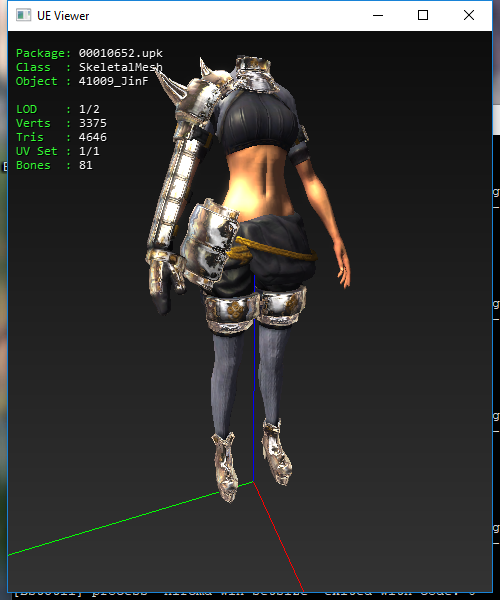 UE Viewer
Package: 00010652.upk
Class : SkeletalMesh
Object : 41009_JinF
LOD : 1/2
Verts : 3375
Tris : 4646
UV Set : 1/1
Bones : 81